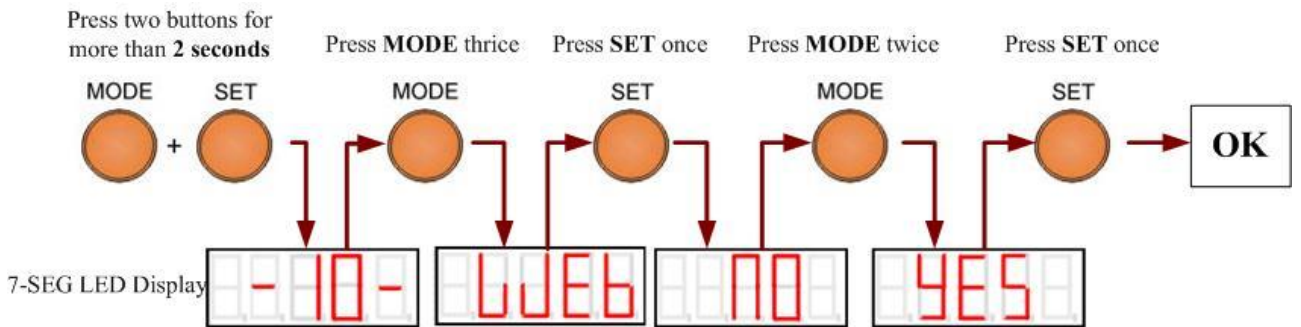 Press two buttons for
more than 2 seconds
Press MODE thrice
Press SET once
Press MODE twice
Press SET once
MODE
SET
MODE
SET
MODE
SET
+
OK
7-SEG LED Display
-10-
WEb
NO
YES